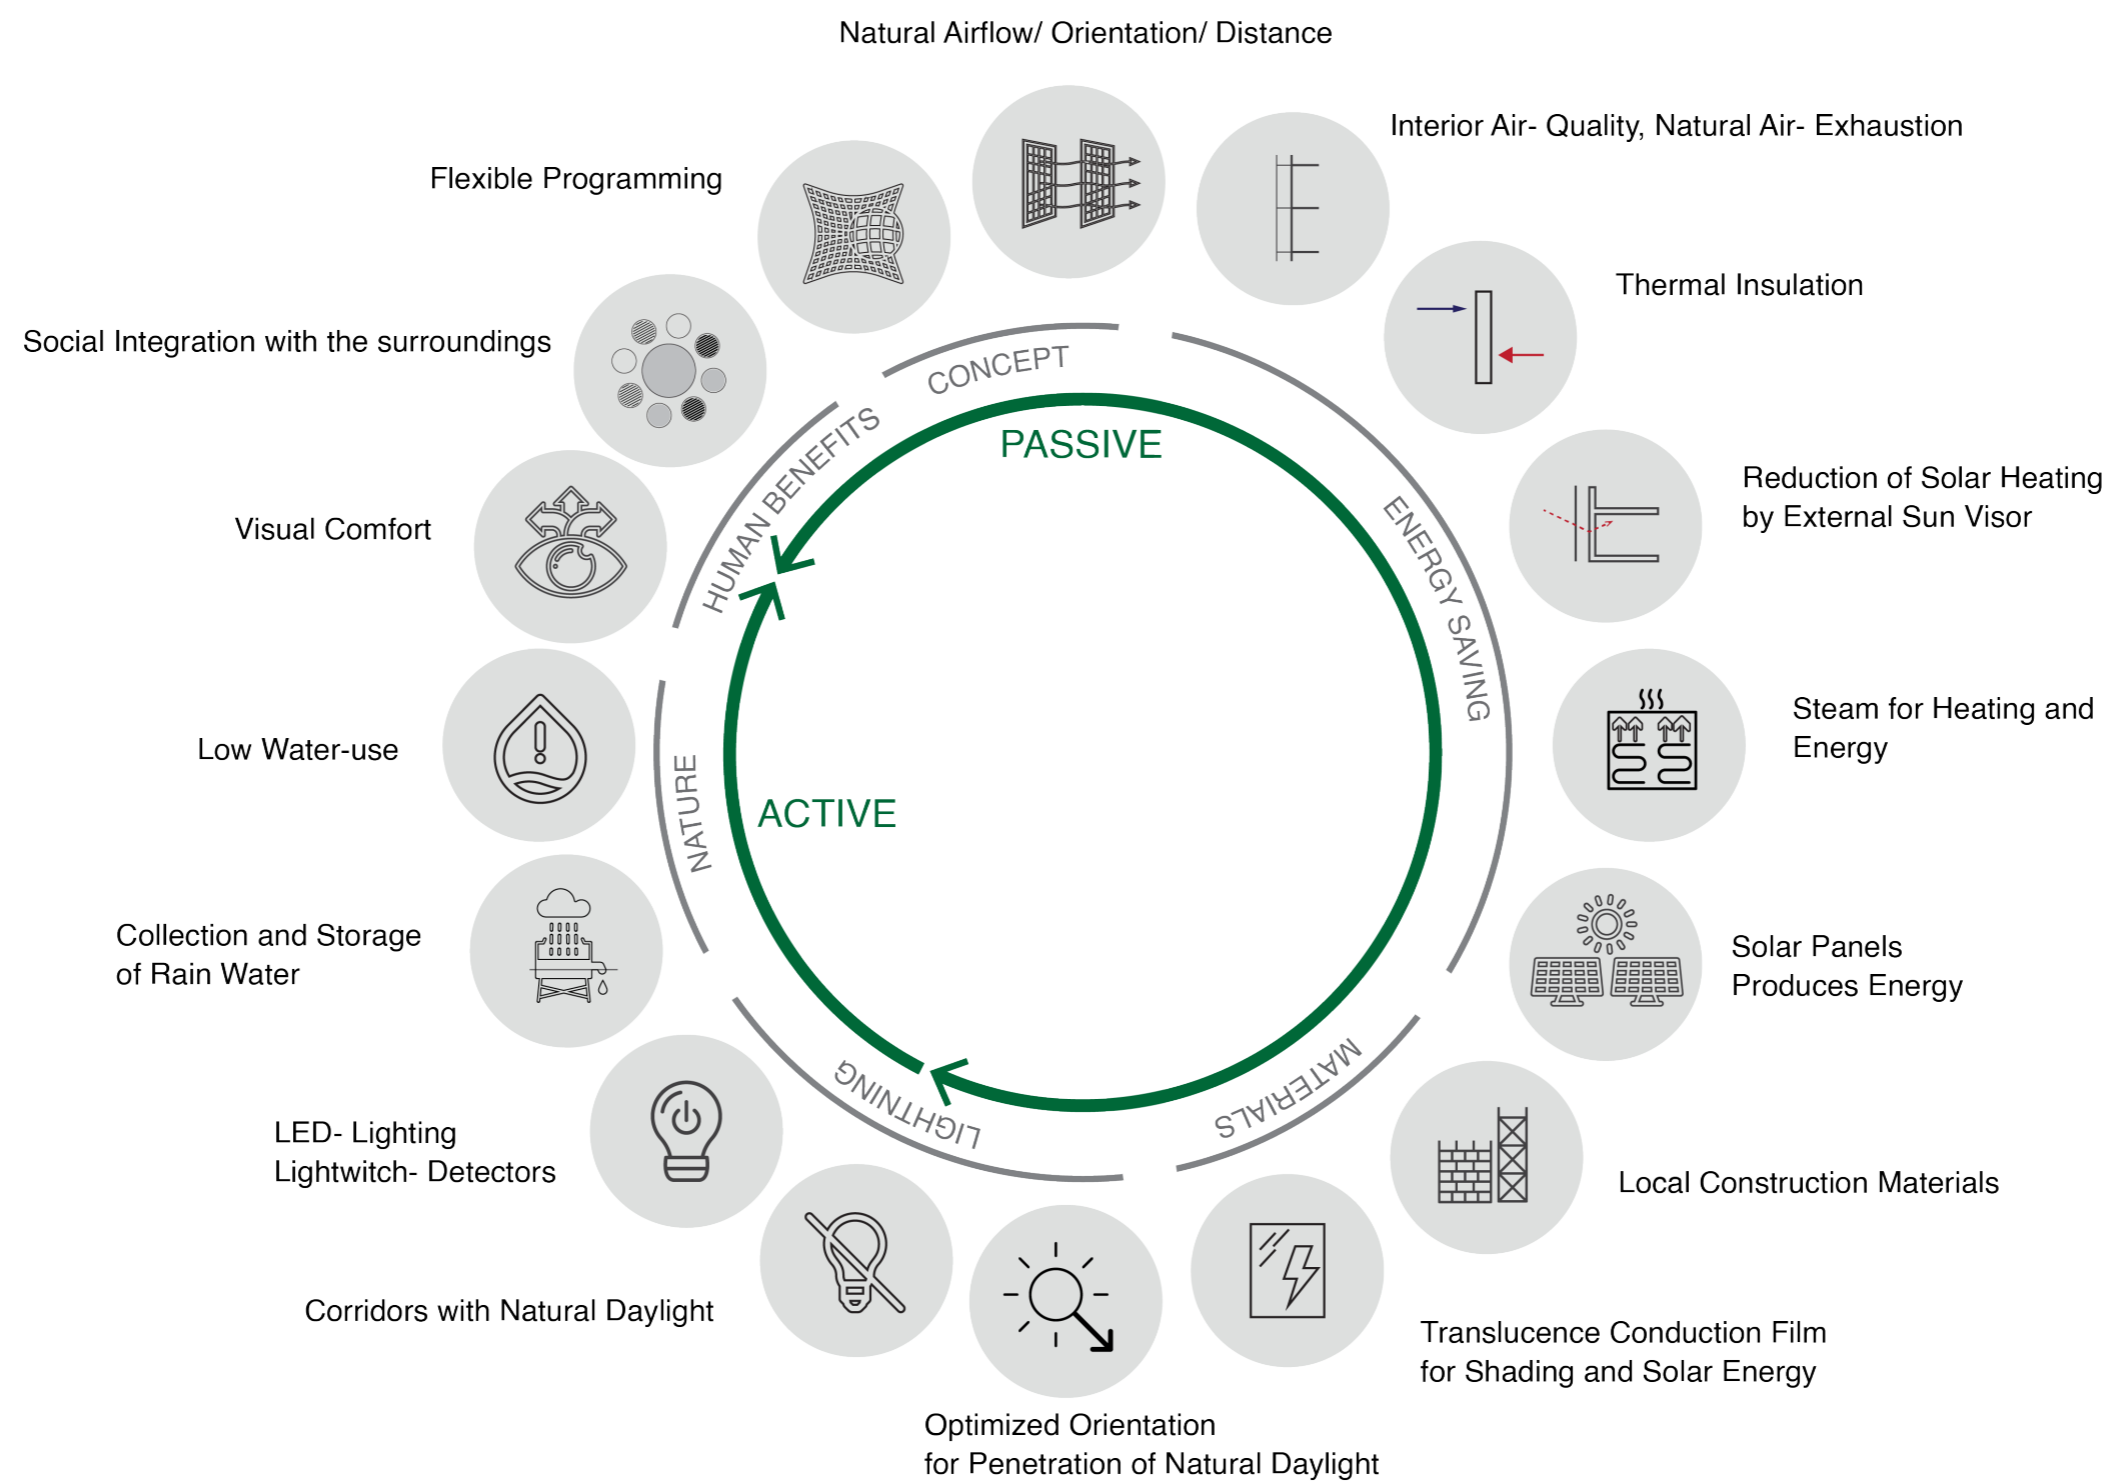 Natural Airflow/ Orientation/ Distance
Interior Air- Quality, Natural Air- Exhaustion
Thermal Insulation
Reduction of Solar Heating
by External Sun Visor
Steam for Heating and
Energy
Solar Panels
Produces Energy
Local Construction Materials
Translucence Conduction Film
for Shading and Solar Energy
Optimized Orientation
for Penetration of Natural Daylight
Corridors with Natural Daylight
LED- Lighting
Lightwitch- Detectors
Collection and Storage
of Rain Water
Low Water-use
Visual Comfort
Social Integration with the surroundings
Flexible Programming
CONCEPT
ENERGY SAVING
MATERIALS
LIGHTNING
NATURE
HUMAN BENEFITS
PASSIVE
ACTIVE